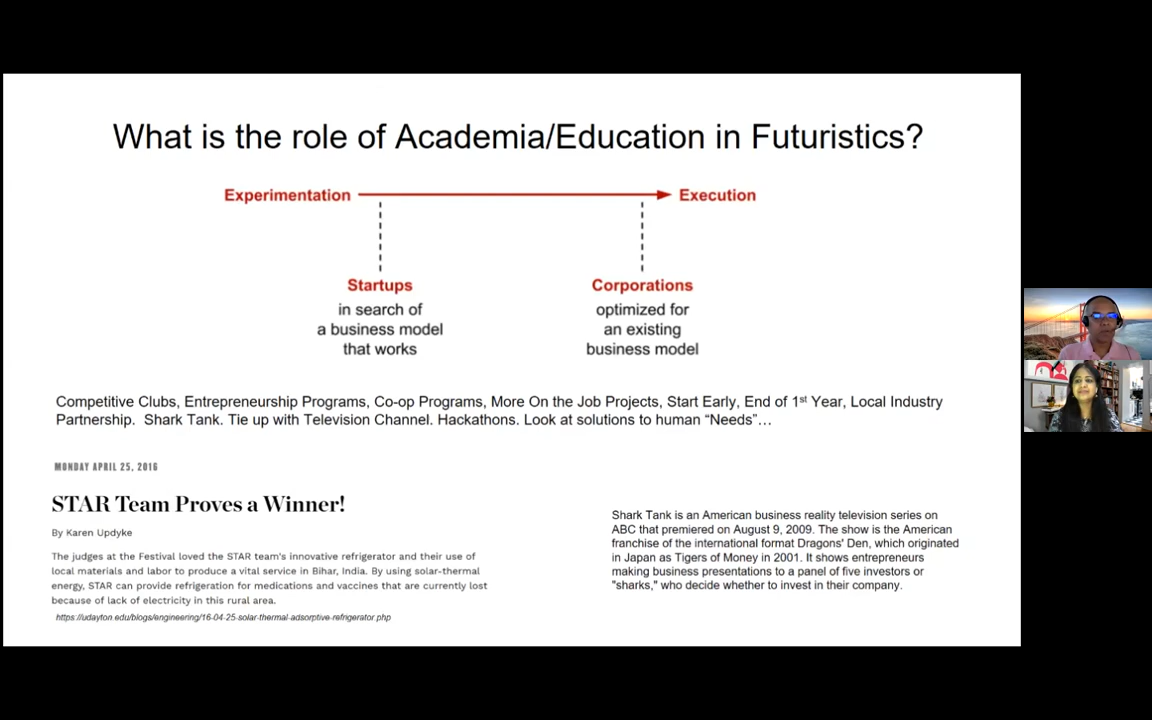 What is the role of Academia/Education in Futuristics?
Experimentation
Execution
Startups
in search of
a business model
that works
Corporations
optimized for
an existing
business model
Competitive Clubs, Entrepreneurship Programs, Co-op Programs, More On the Job Projects, Start Early, End of 1st Year, Local Industry
Partnership.  Shark Tank. Tie up with Television Channel. Hackathons. Look at solutions to human “Needs”…
MONDAY APRIL 25, 2016
STAR Team Proves a Winner!
By Karen Updyke
The judges at the Festival loved the STAR team's innovative refrigerator and their use of
local materials and labor to produce a vital service in Bihar, India. By using solar-thermal
energy, STAR can provide refrigeration for medications and vaccines that are currently lost
because of lack of electricity in this rural area.
https://udayton.edu/blogs/engineering/16-04-25-solar-thermal-adsorptive-refrigerator.php
Shark Tank is an American business reality television series on
ABC that premiered on August 9, 2009. The show is the American
franchise of the international format Dragons' Den, which originated
in Japan as Tigers of Money in 2001. It shows entrepreneurs
making business presentations to a panel of five investors or
"sharks," who decide whether to invest in their company.